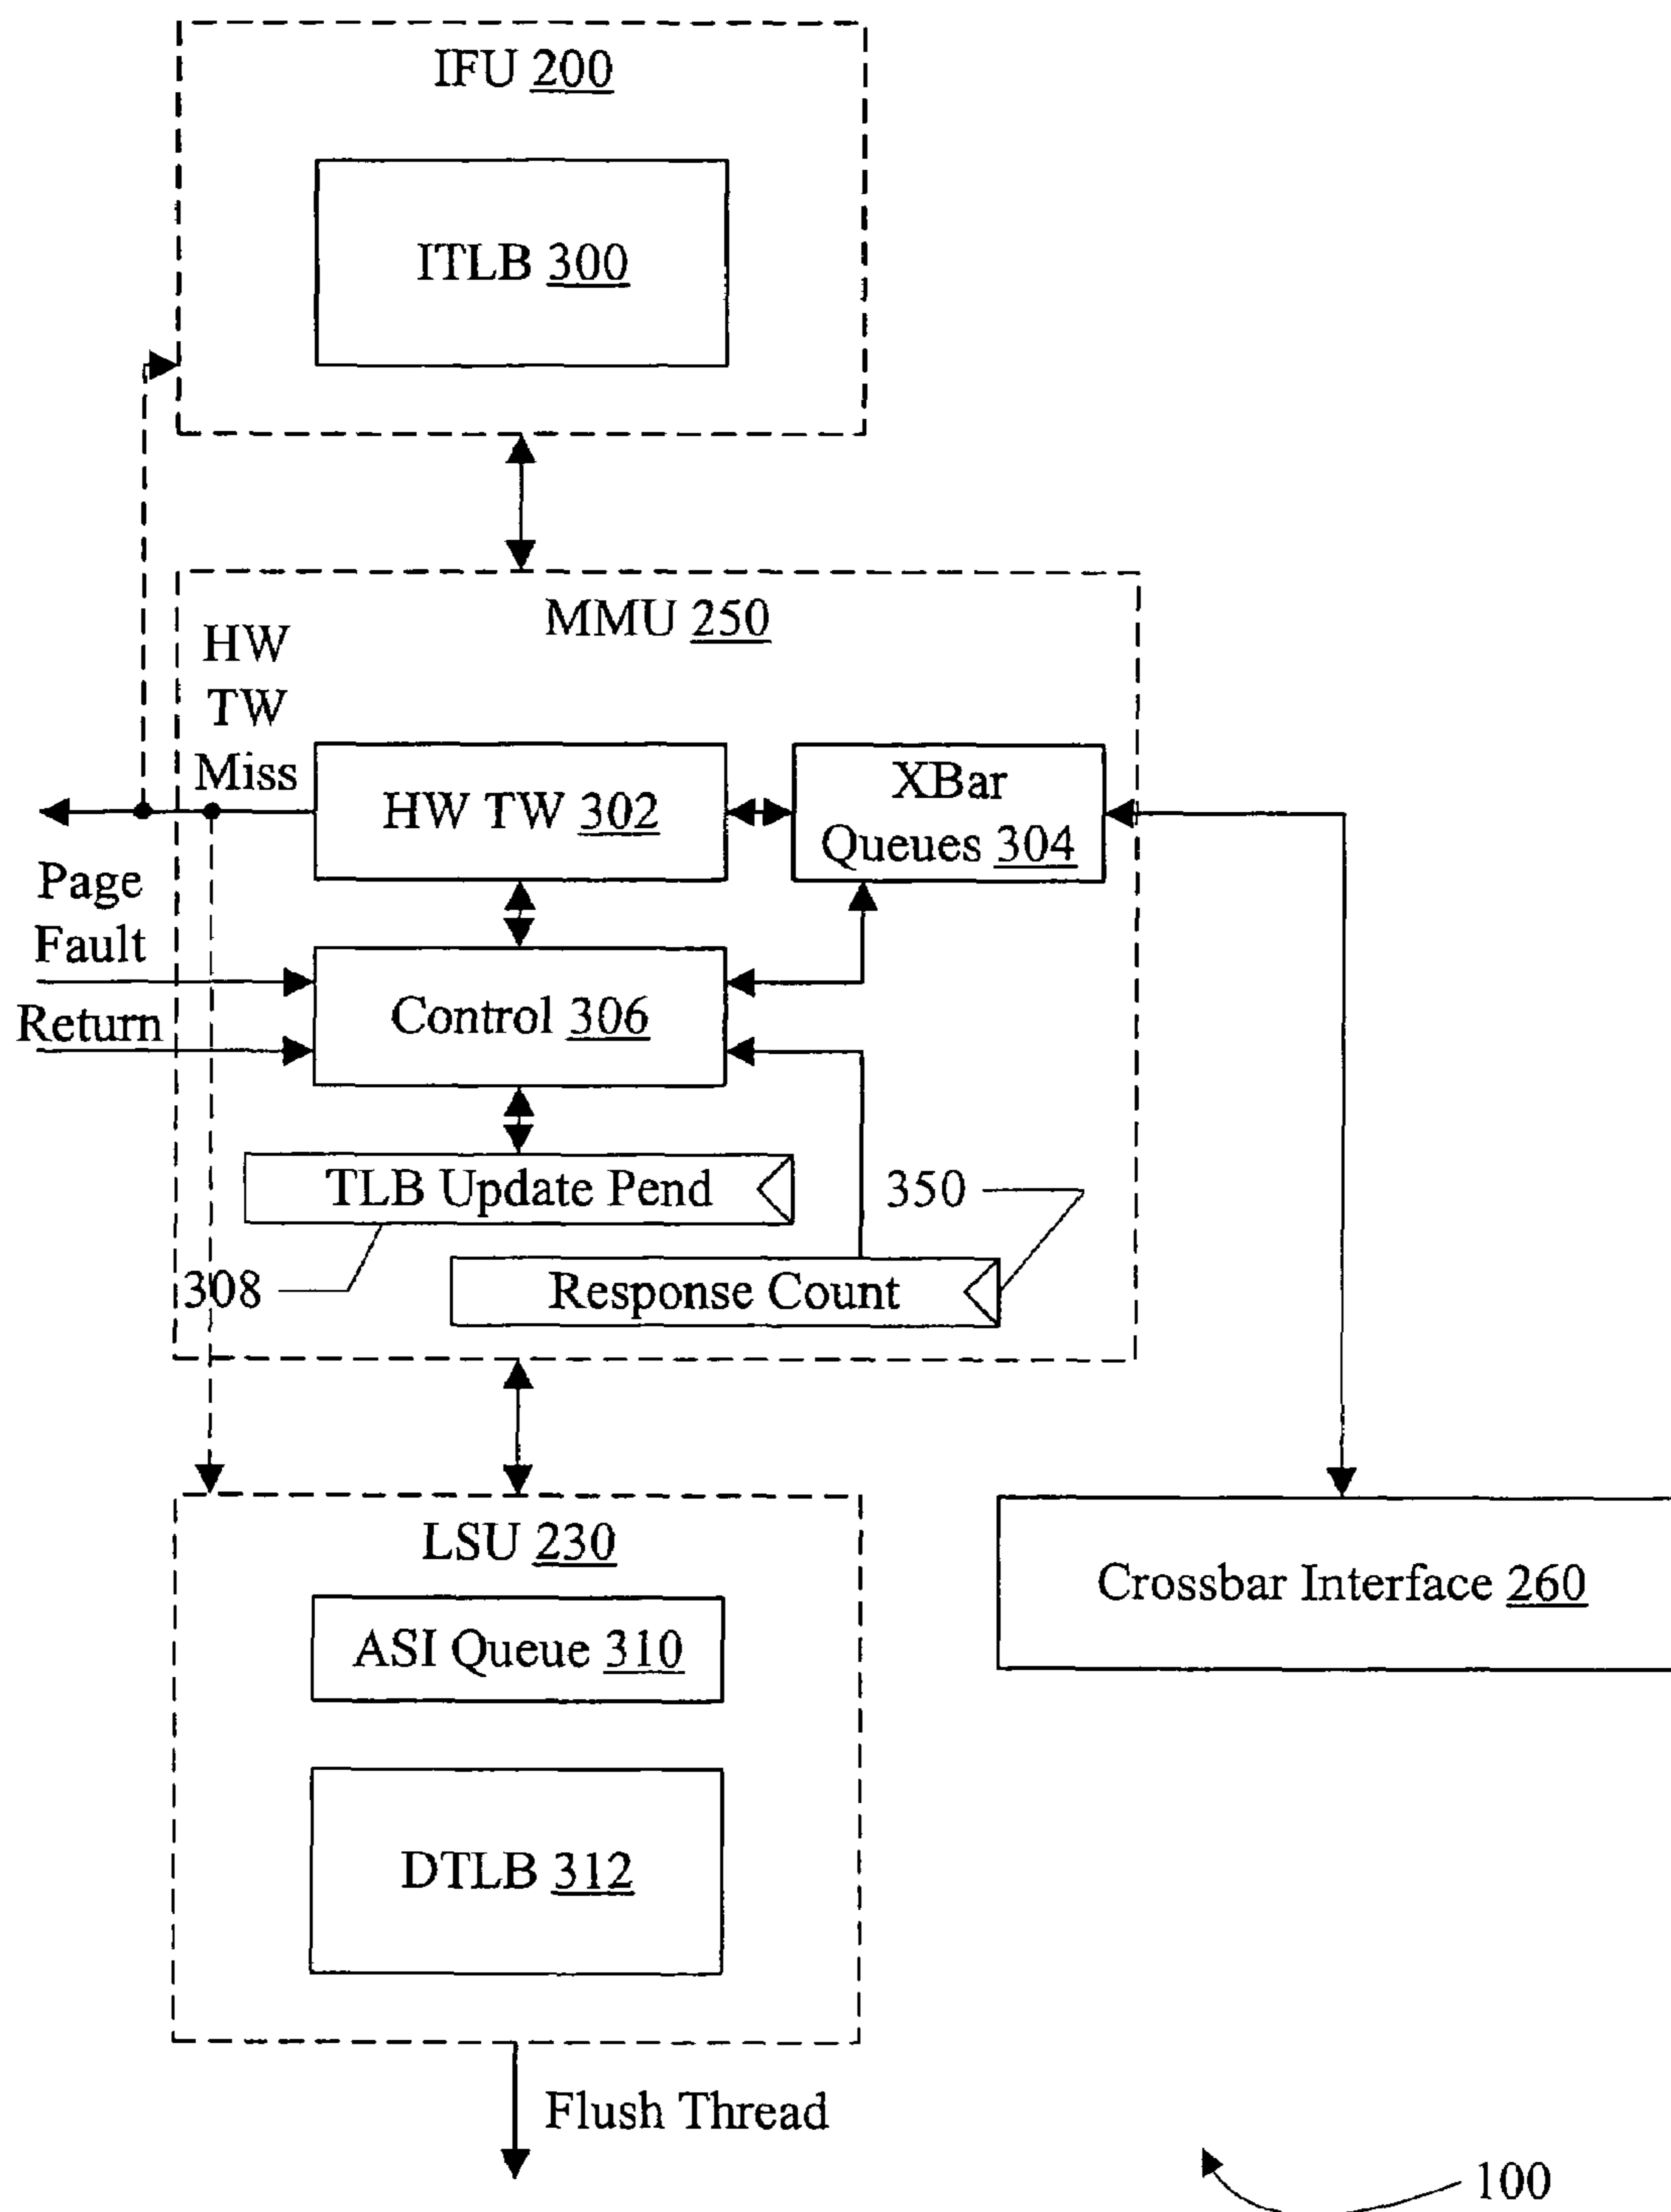 IFU 200
ITLB 300
MMU 250
HW
TW
Miss
HW TW 302
XBar
Queues 304
Page
Fault
Control 306
Return
TLB Update Pend
350
308
Response Count
LSU 230
ASI Queue 310
Crossbar Interface 260
DTLB 312
Flush Thread
100